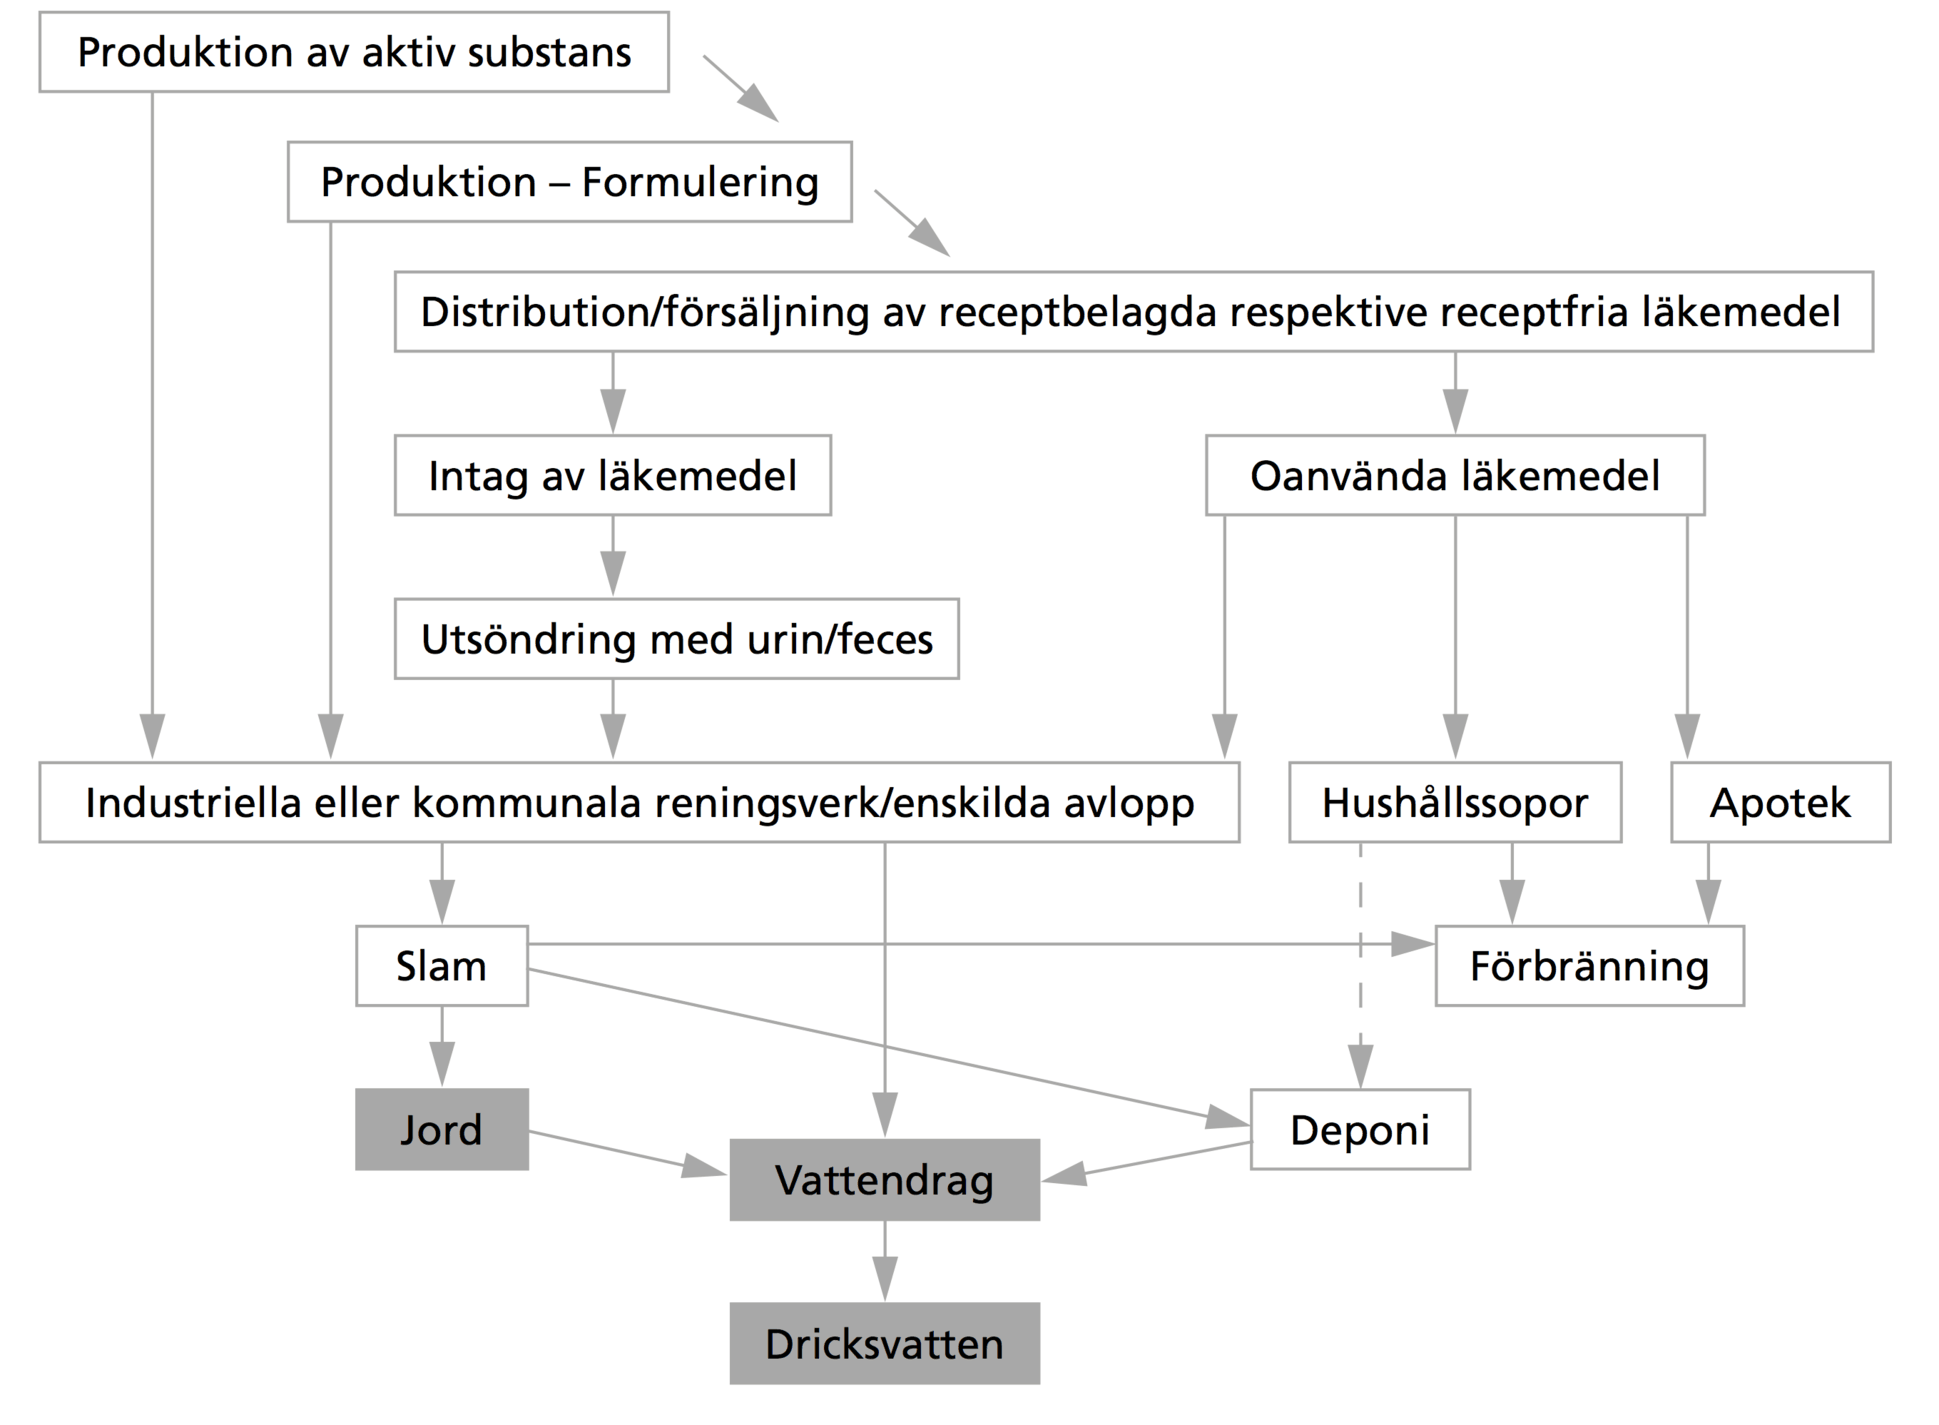 Produktion av aktiv substans
Produktion – Formulering
Distribution/försäljning av receptbelagda respektive receptfria läkemedel
Intag av läkemedel
Oanvända läkemedel
Utsöndring med urin/feces
Industriella eller kommunala reningsverk/enskilda avlopp
Hushållssopor
Apotek
Slam
Förbränning
Jord
Deponi
Vattendrag
Dricksvatten